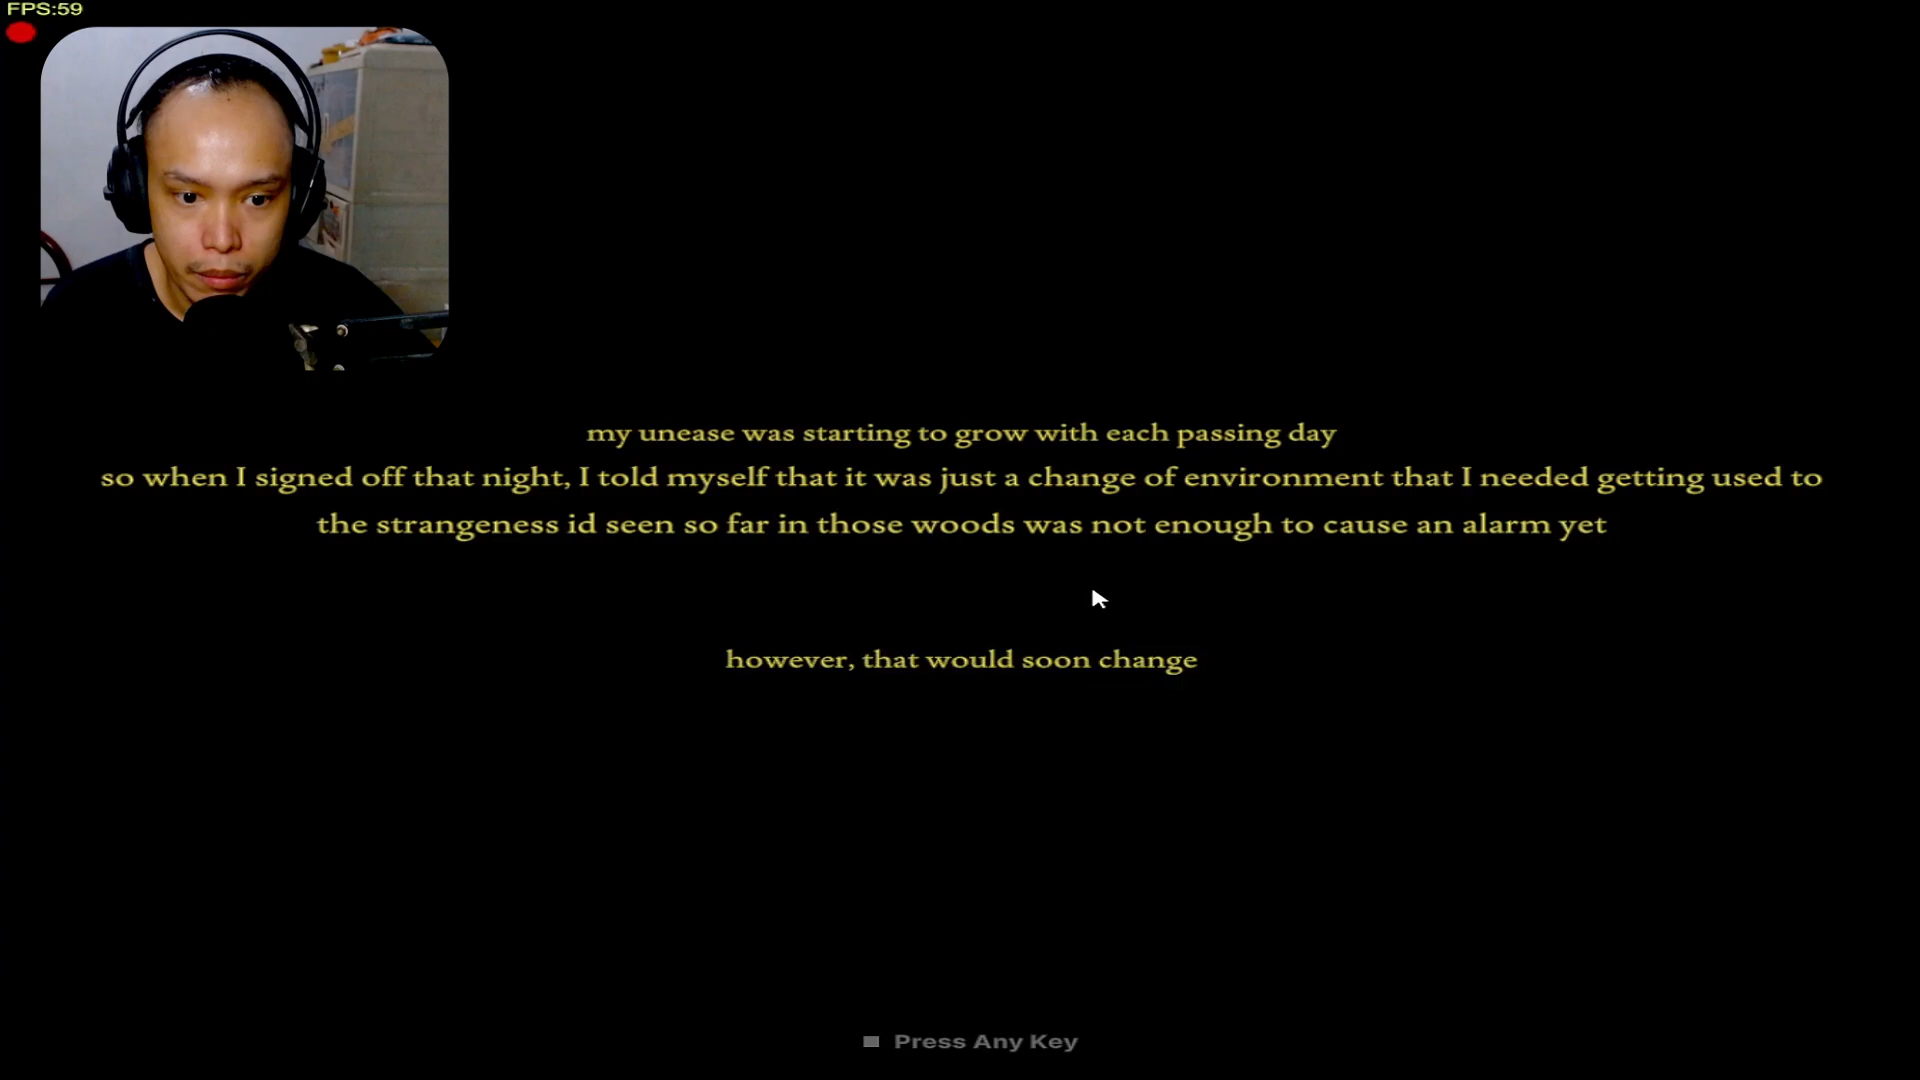 FPS:59
my unease was starting to grow with each passing day
so when I signed off that night, I told myself that it was just a change of environment that I needed getting used to
the strangeness id seen so far in those woods was not enough to cause an alarm yet
however, that would soon change
Press Any Key